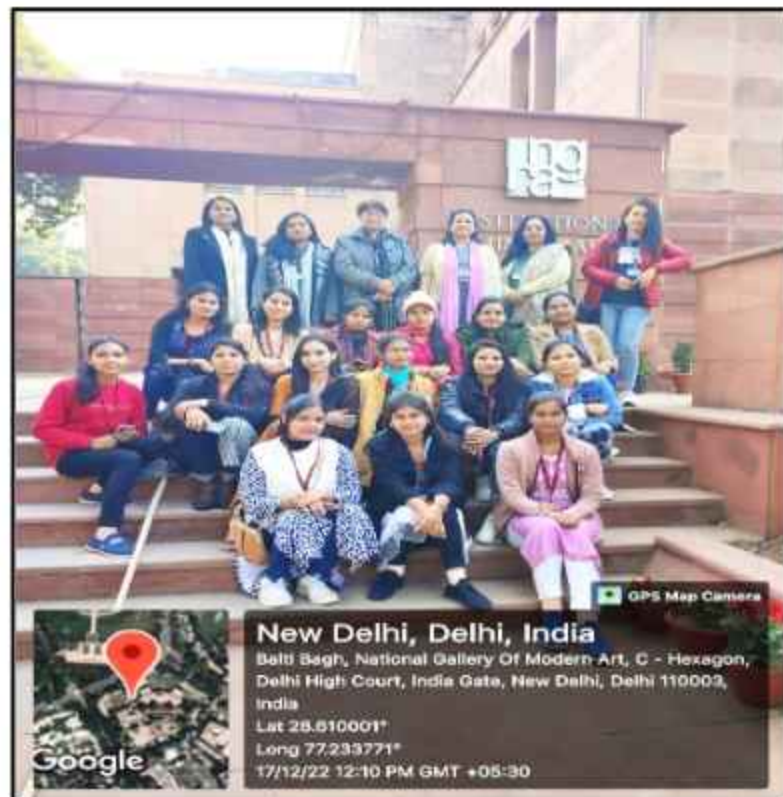 GPS Map Camera
New Delhi, Delhi, India
Balti Bagh, National Gallery Of Modern Art, C - Hexagon,
Delhi High Court, India Gate, New Delhi, Delhi 110003,
India
Lat 28.610001°
Long 77.233771°
17/12/22 12:10 PM GMT +05:30
Google